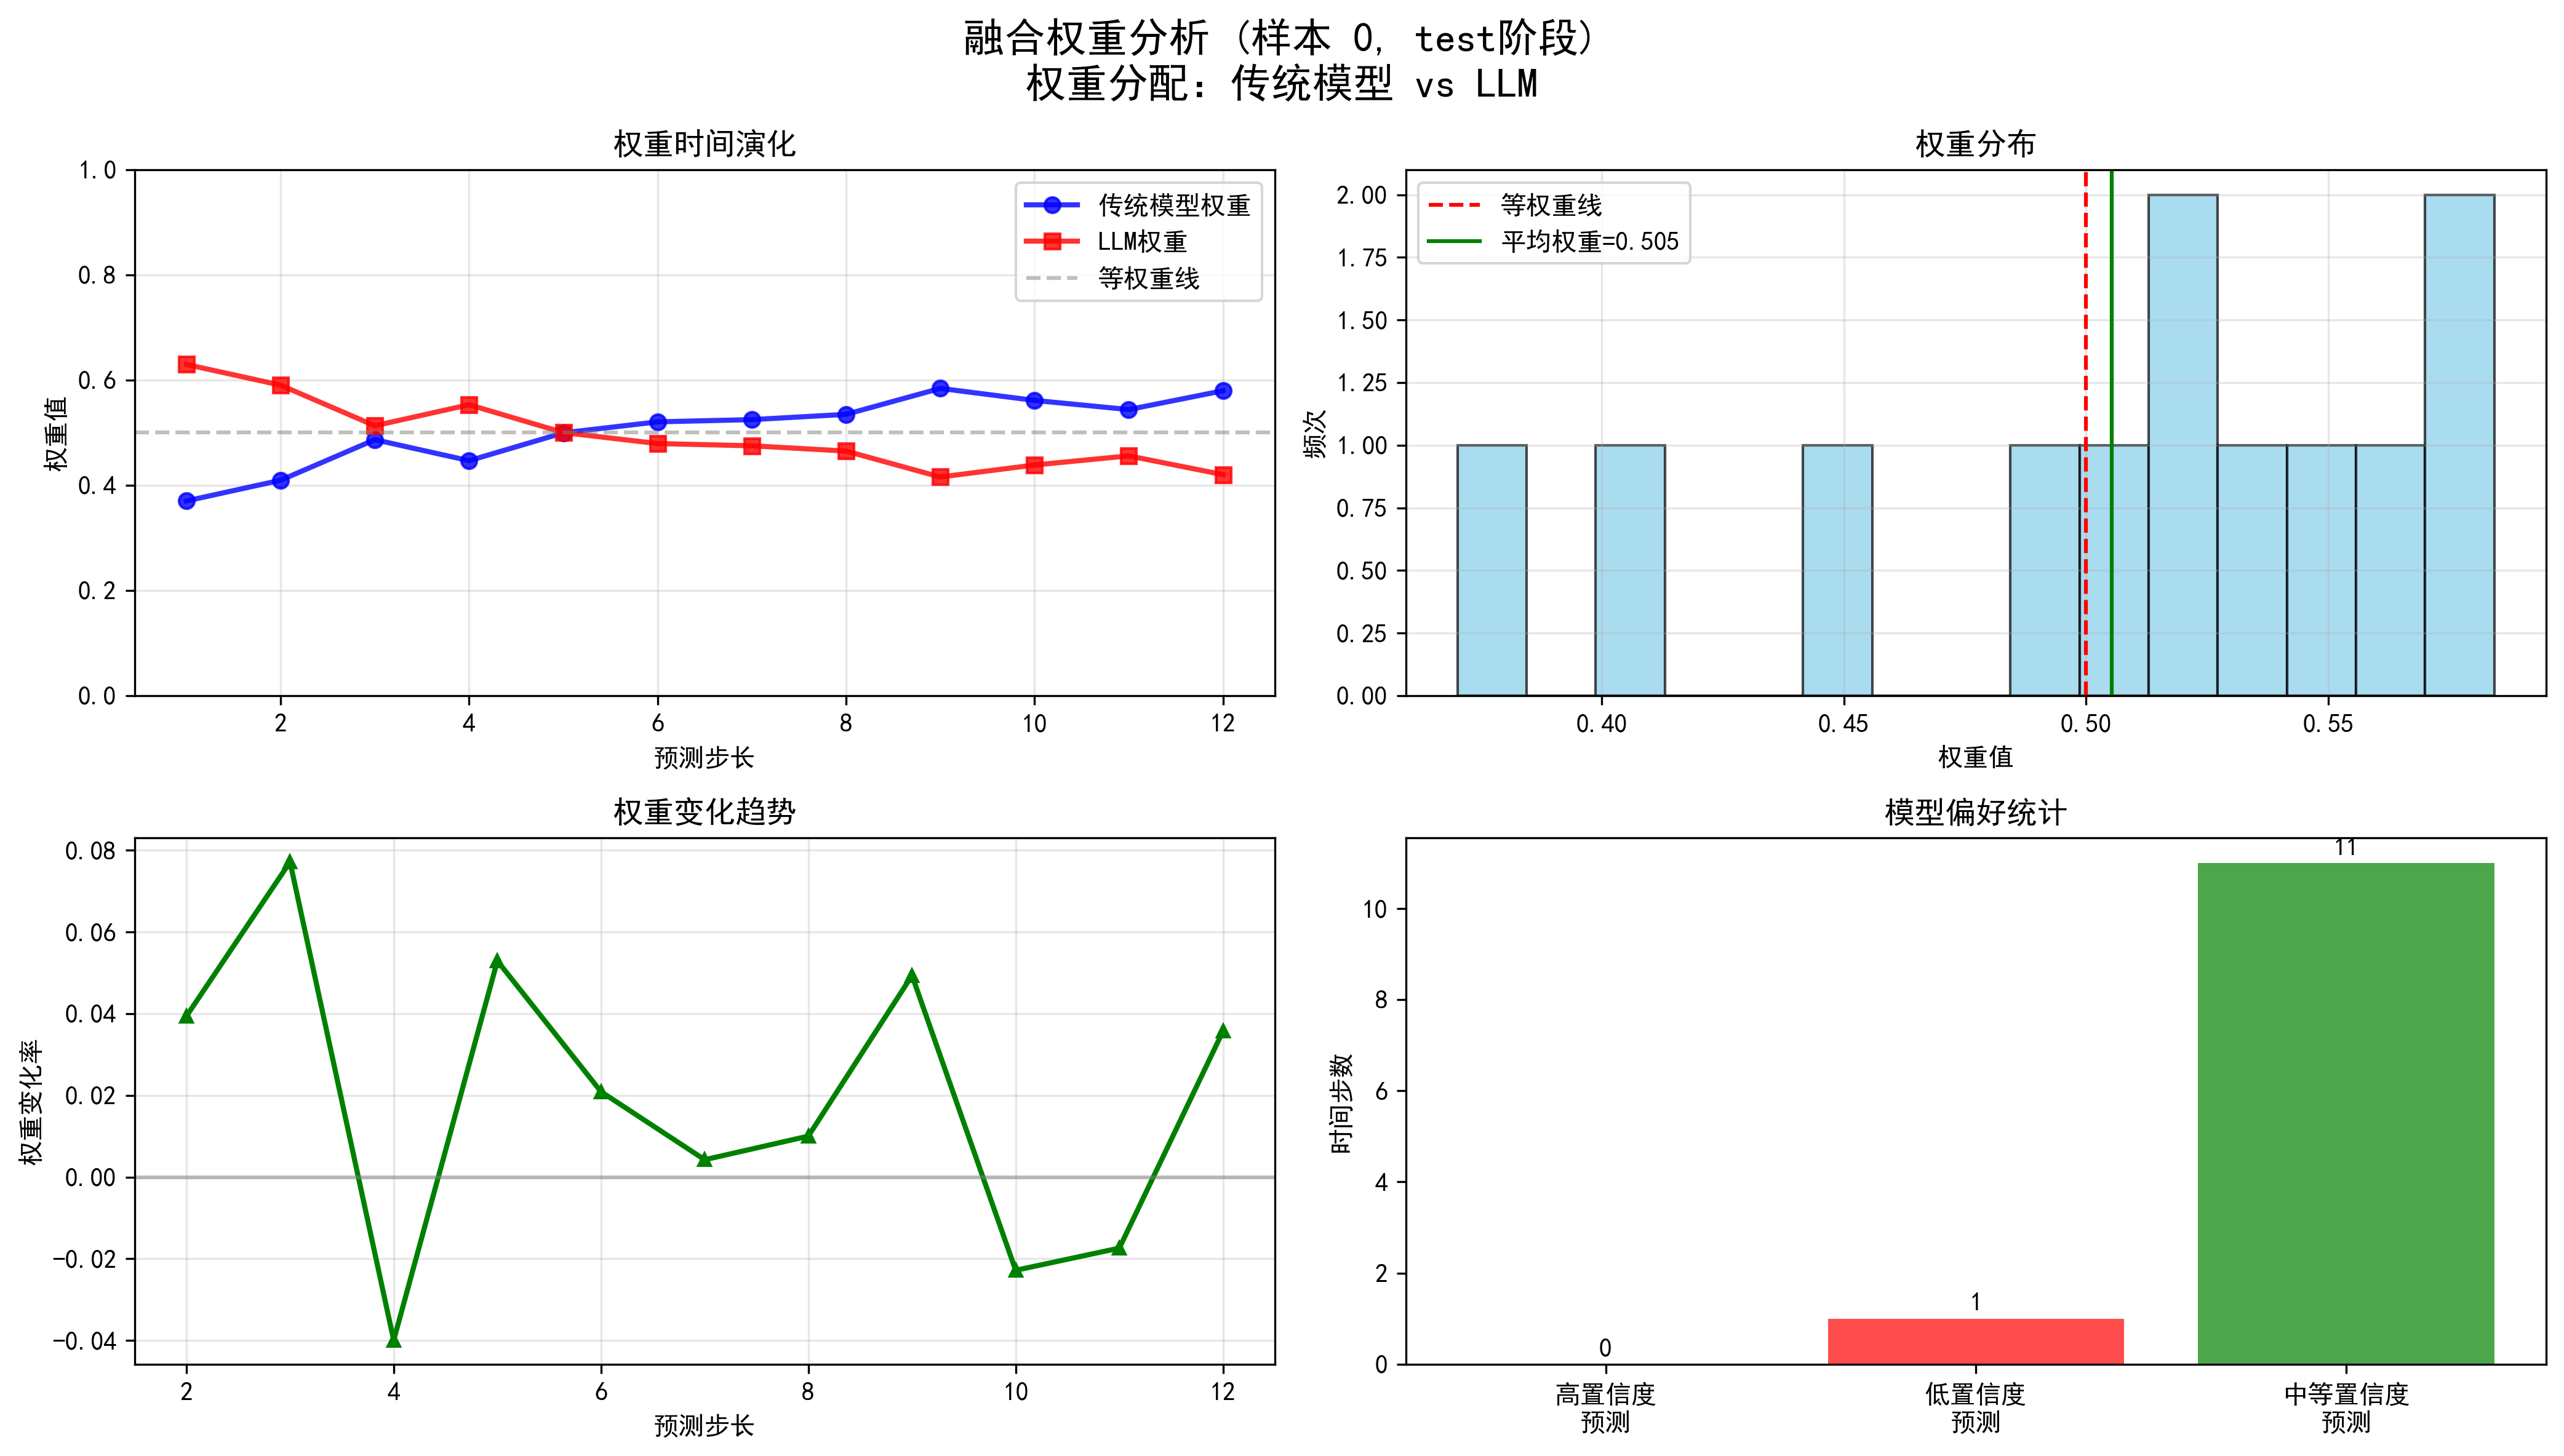 融合权重分析 (样本 0, test阶段)
权重分配: 传统模型 vs LLM
权重时间演化
1.0
0.8
0.6
0.4
0.2
0.0
权重值
传统模型权重
LLM权重
等权重线
2
4
6
8
10
12
预测步长
权重分布
2.00
1.75
1.50
1.25
1.00
0.75
0.50
0.25
0.00
频次
等权重线
平均权重=0.505
0.40
0.45
0.50
0.55
权重值
权重变化趋势
0.08
0.06
0.04
0.02
0.00
−0.02
−0.04
权重变化率
2
4
6
8
10
12
预测步长
模型偏好统计
10
8
6
4
2
0
时间步数
0
1
11
高置信度
预测
低置信度
预测
中等置信度
预测